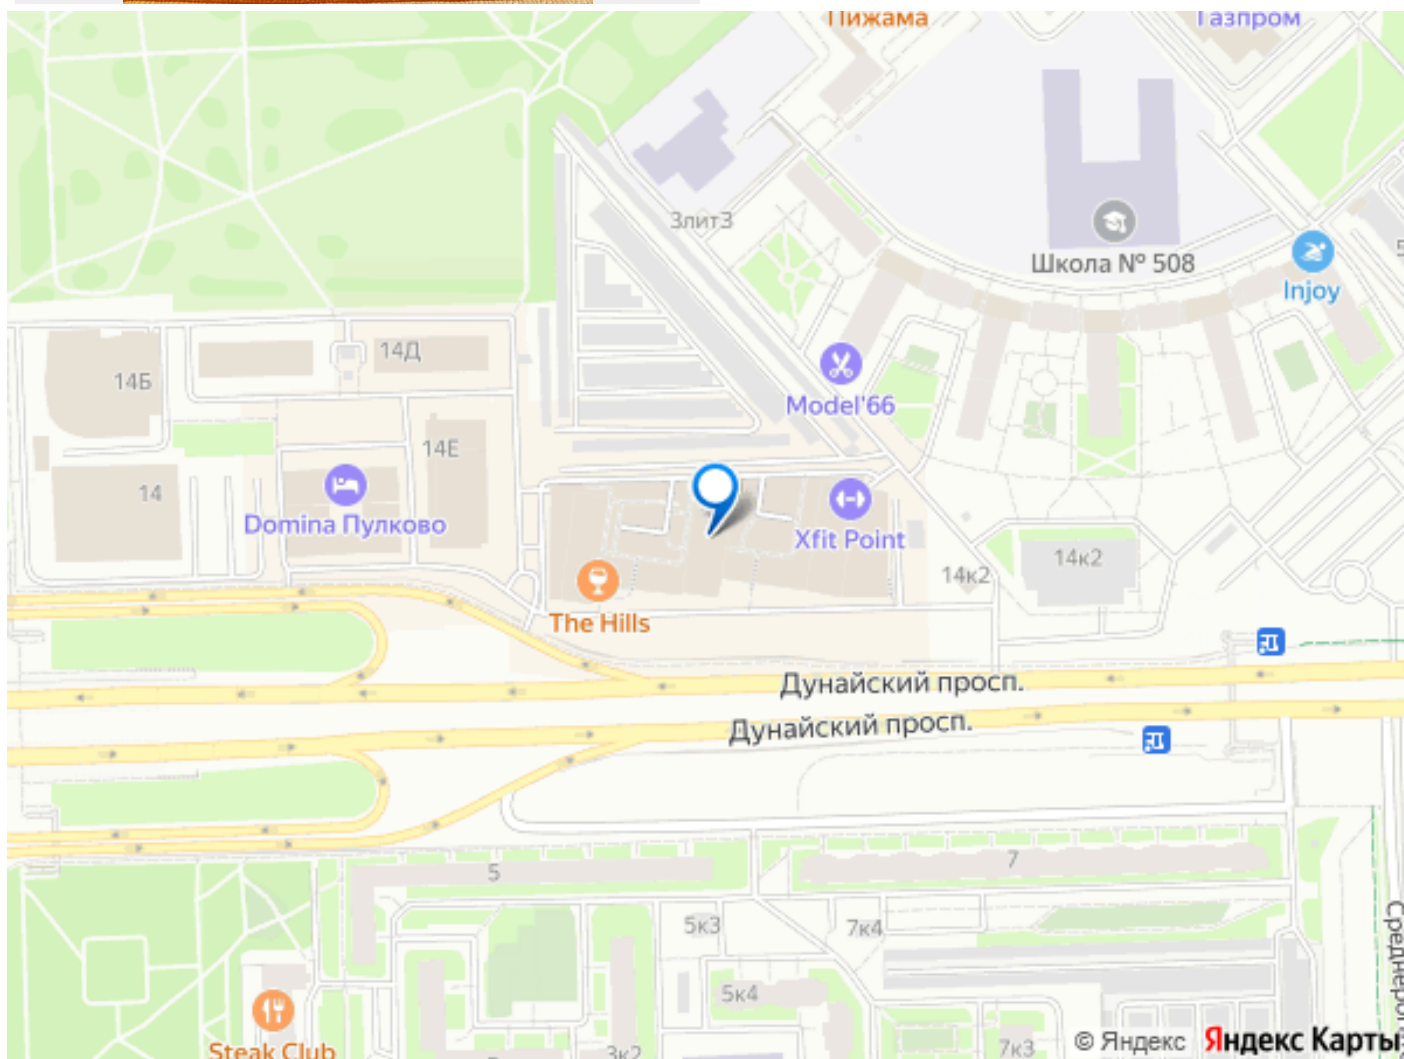 Пижама
Газпром
3лит3
Школа № 508
Injoy
14Д
14Б
Model'66
14Е
14
Domina Пулково
Xfit Point
14к2
14к2
The Hills
Дунайский просп.
Дунайский просп.
5
7
5к3
7к4
5к4
Steak Club
3к2
7к3
© Яндекс Яндекс Карты